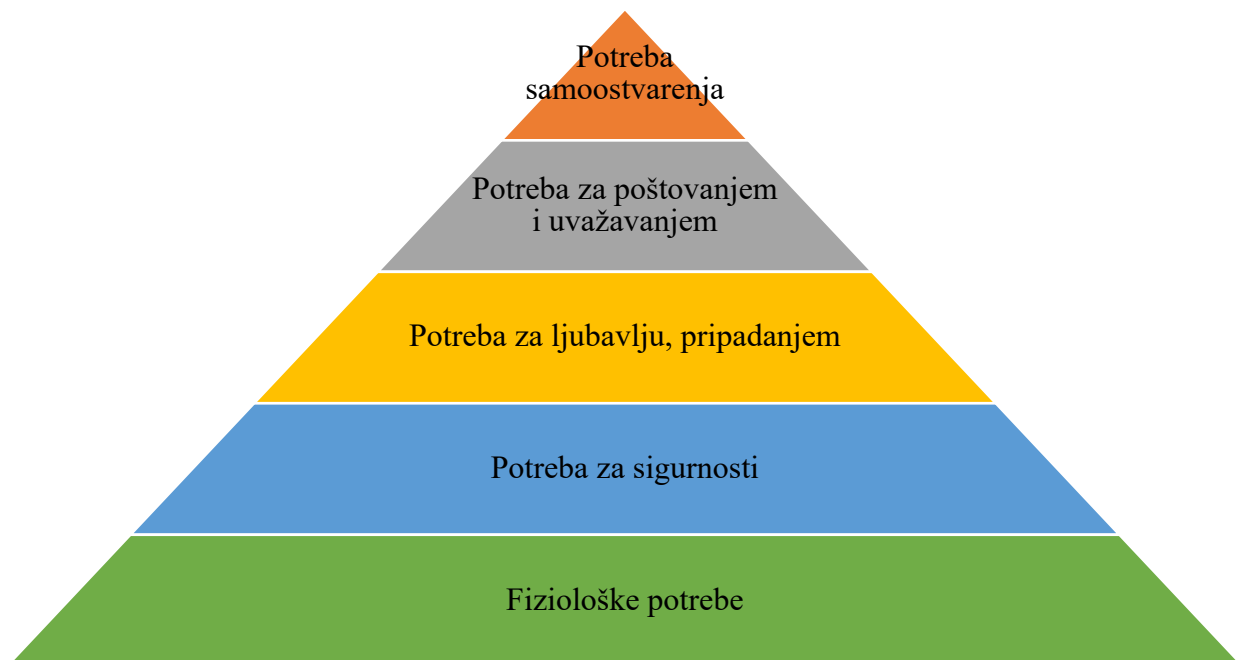 Potreba
samoostvarenja
Potreba za poštovanjem
i uvažavanjem
Potreba za ljubavlju, pripadanjem
Potreba za sigurnosti
Fiziološke potrebe